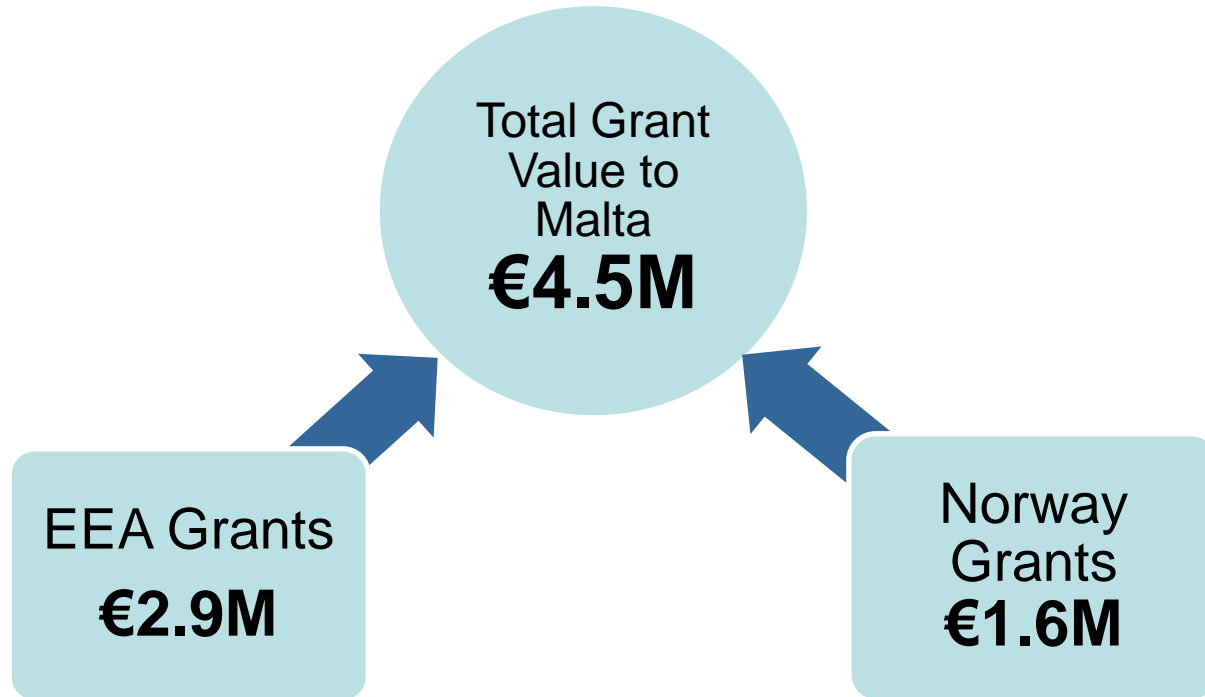 Total Grant
Value to
Malta
€4.5M
EEA Grants
€2.9M
Norway
Grants
€1.6M